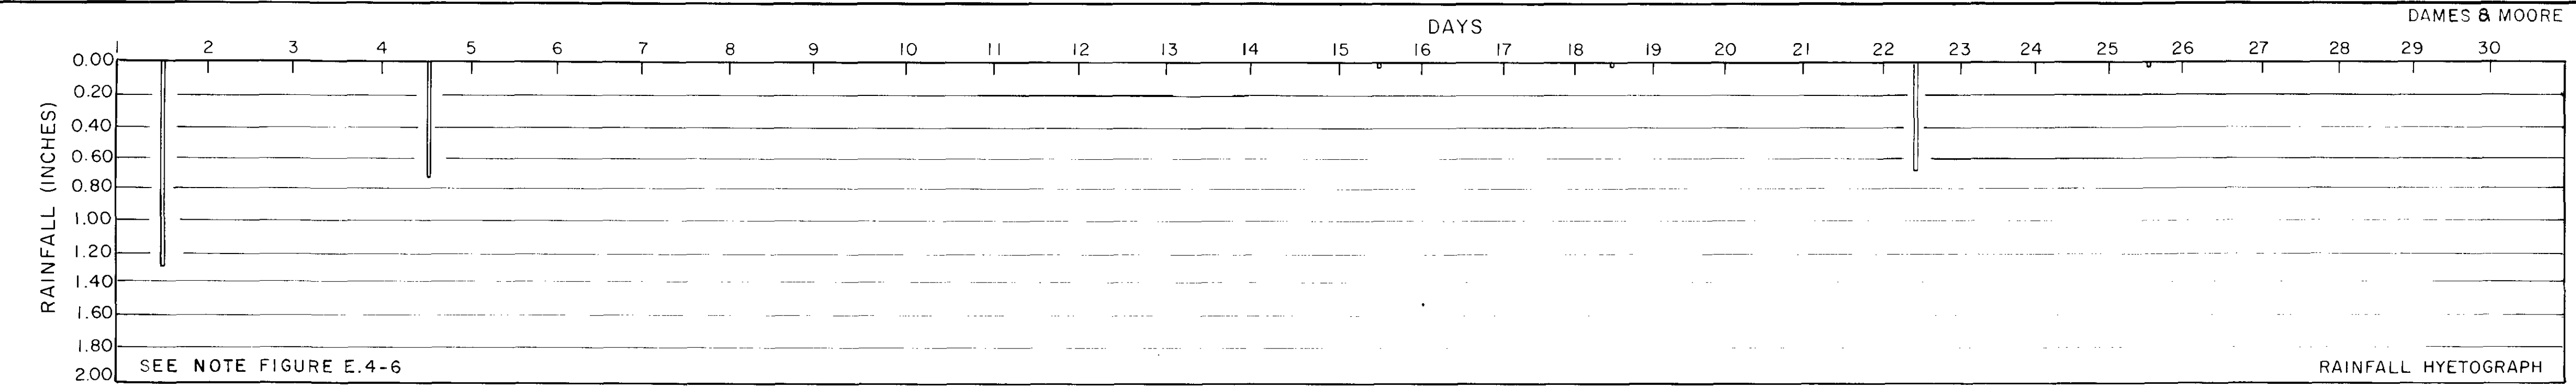 DAMES & MOORE
DAYS
1 2 3 4 5 6 7 8 9 10 11 12 13 14 15 16 17 18 19 20 21 22 23 24 25 26 27 28 29 30
RAINFALL (INCHES)
0.00
0.20
0.40
0.60
0.80
1.00
1.20
1.40
1.60
1.80
2.00
SEE NOTE FIGURE E.4-6
RAINFALL HYETOGRAPH